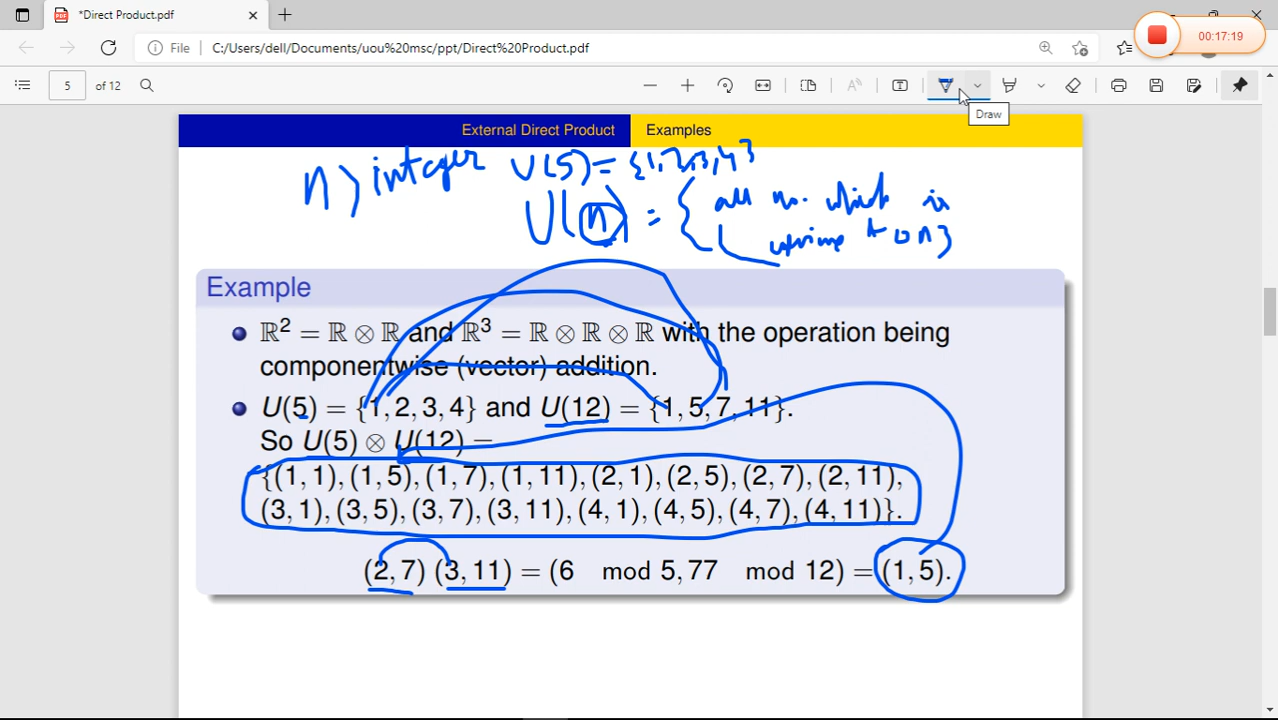 *Direct Product.pdf
00:17:19
File C:/Users/dell/Documents/uou%20msc/ppt/Direct%20Product.pdf
5 of 12
Draw
External Direct Product Examples
n > integer U(5) = {1,2,3,4}
U(n) = { all no. which is
prime to n}
Example
ℝ² = ℝ ⊗ ℝ and ℝ³ = ℝ ⊗ ℝ ⊗ ℝ with the operation being
componentwise (vector) addition.
U(5) = {1, 2, 3, 4} and U(12) = {1, 5, 7, 11}.
So U(5) ⊗ U(12) =
{(1, 1), (1, 5), (1, 7), (1, 11), (2, 1), (2, 5), (2, 7), (2, 11),
(3, 1), (3, 5), (3, 7), (3, 11), (4, 1), (4, 5), (4, 7), (4, 11)}.
(2, 7) (3, 11) = (6 mod 5, 77 mod 12) = (1, 5).